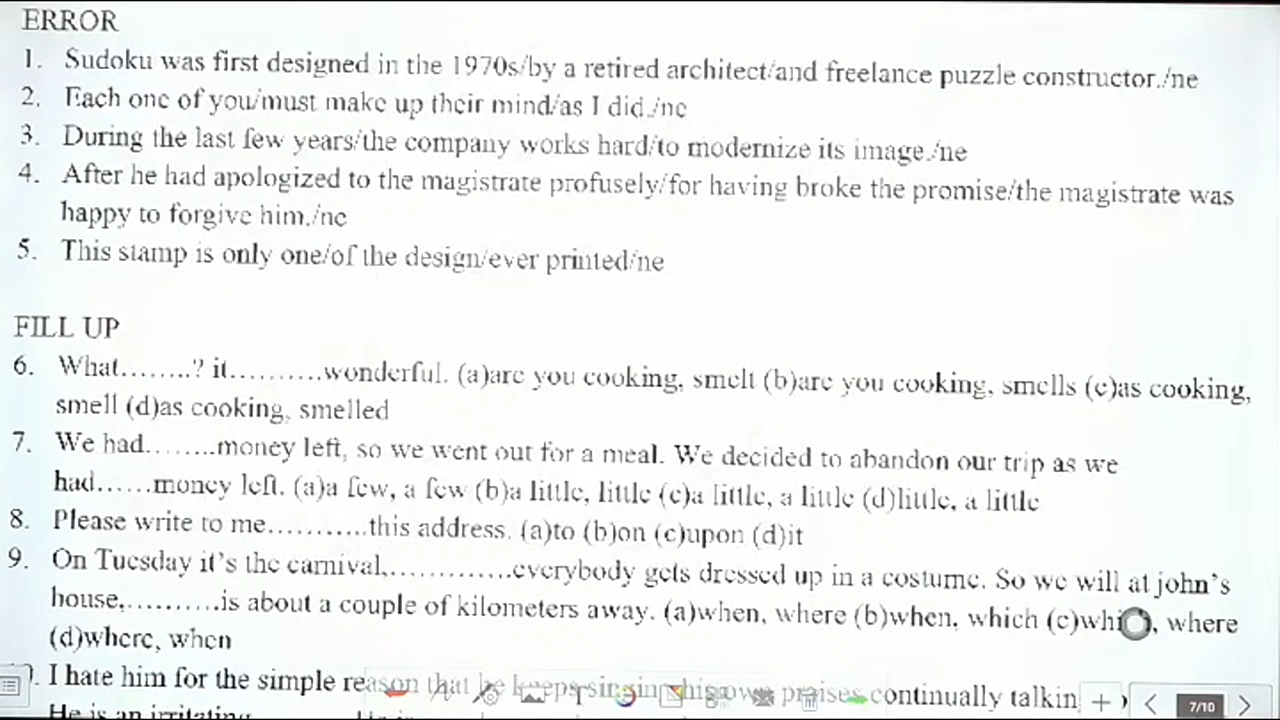 ERROR
1. Sudoku was first designed in the 1970s/by a retired architect/and freelance puzzle constructor./ne
2. Each one of you/must make up their mind/as I did./ne
3. During the last few years/the company works hard/to modernize its image./ne
4. After he had apologized to the magistrate profusely/for having broke the promise/the magistrate was
happy to forgive him./ne
5. This stamp is only one/of the design/ever printed/ne
FILL UP
6. What……..? it……….wonderful. (a)are you cooking, smelt (b)are you cooking, smells (c)as cooking,
smell (d)as cooking, smelled
7. We had……..money left, so we went out for a meal. We decided to abandon our trip as we
had……money left. (a)a few, a few (b)a little, little (c)a little, a little (d)little, a little
8. Please write to me………..this address. (a)to (b)on (c)upon (d)it
9. On Tuesday it's the carnival,………….everybody gets dressed up in a costume. So we will at john's
house,……….is about a couple of kilometers away. (a)when, where (b)when, which (c) where
(d)where, when
I hate him for the simple reason that he keeps singing his own praises continually
He is an irritating
7/10